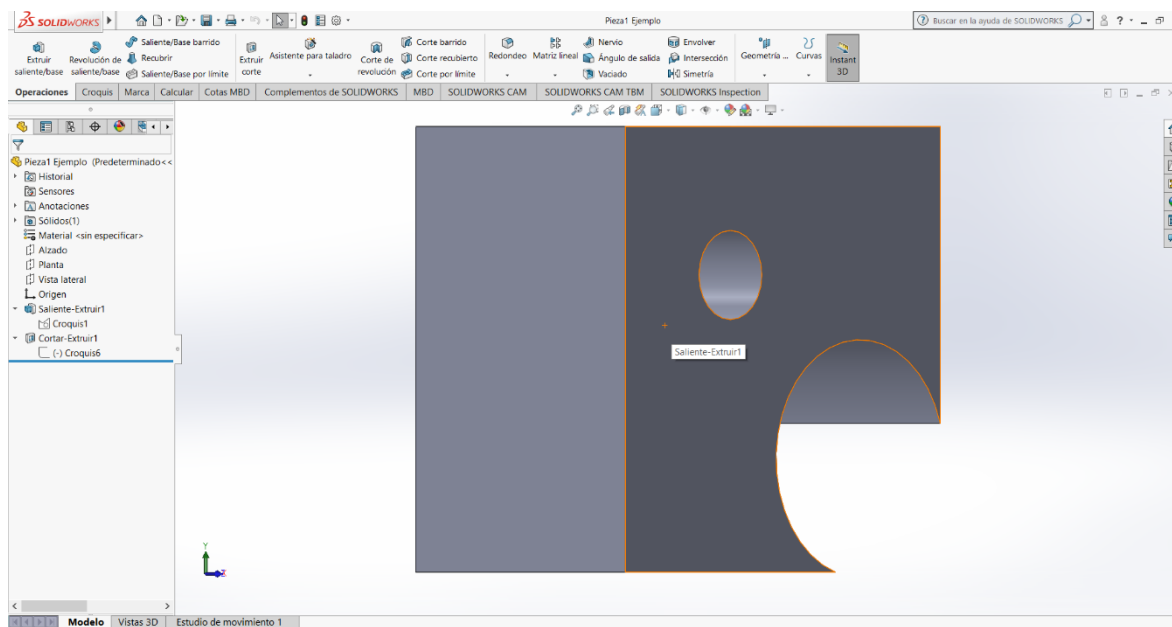 SOLIDWORKS
Pieza1 Ejemplo
Buscar en la ayuda de SOLIDWORKS
?
Extruir saliente/base
Revolución de saliente/base
Saliente/Base barrido
Recubrir
Saliente/Base por límite
Extruir corte
Asistente para taladro
Corte de revolución
Corte barrido
Corte recubierto
Corte por límite
Redondeo
Matriz lineal
Nervio
Ángulo de salida
Vaciado
Envolver
Intersección
Simetría
Geometría ...
Curvas
Instant 3D
Operaciones
Croquis
Marca
Calcular
Cotas MBD
Complementos de SOLIDWORKS
MBD
SOLIDWORKS CAM
SOLIDWORKS CAM TBM
SOLIDWORKS Inspection
Pieza1 Ejemplo (Predeterminado<<
Historial
Sensores
Anotaciones
Sólidos(1)
Material <sin especificar>
Alzado
Planta
Vista lateral
Origen
Saliente-Extruir1
Croquis1
Cortar-Extruir1
(-) Croquis6
Saliente-Extruir1
Y
Z
Modelo
Vistas 3D
Estudio de movimiento 1